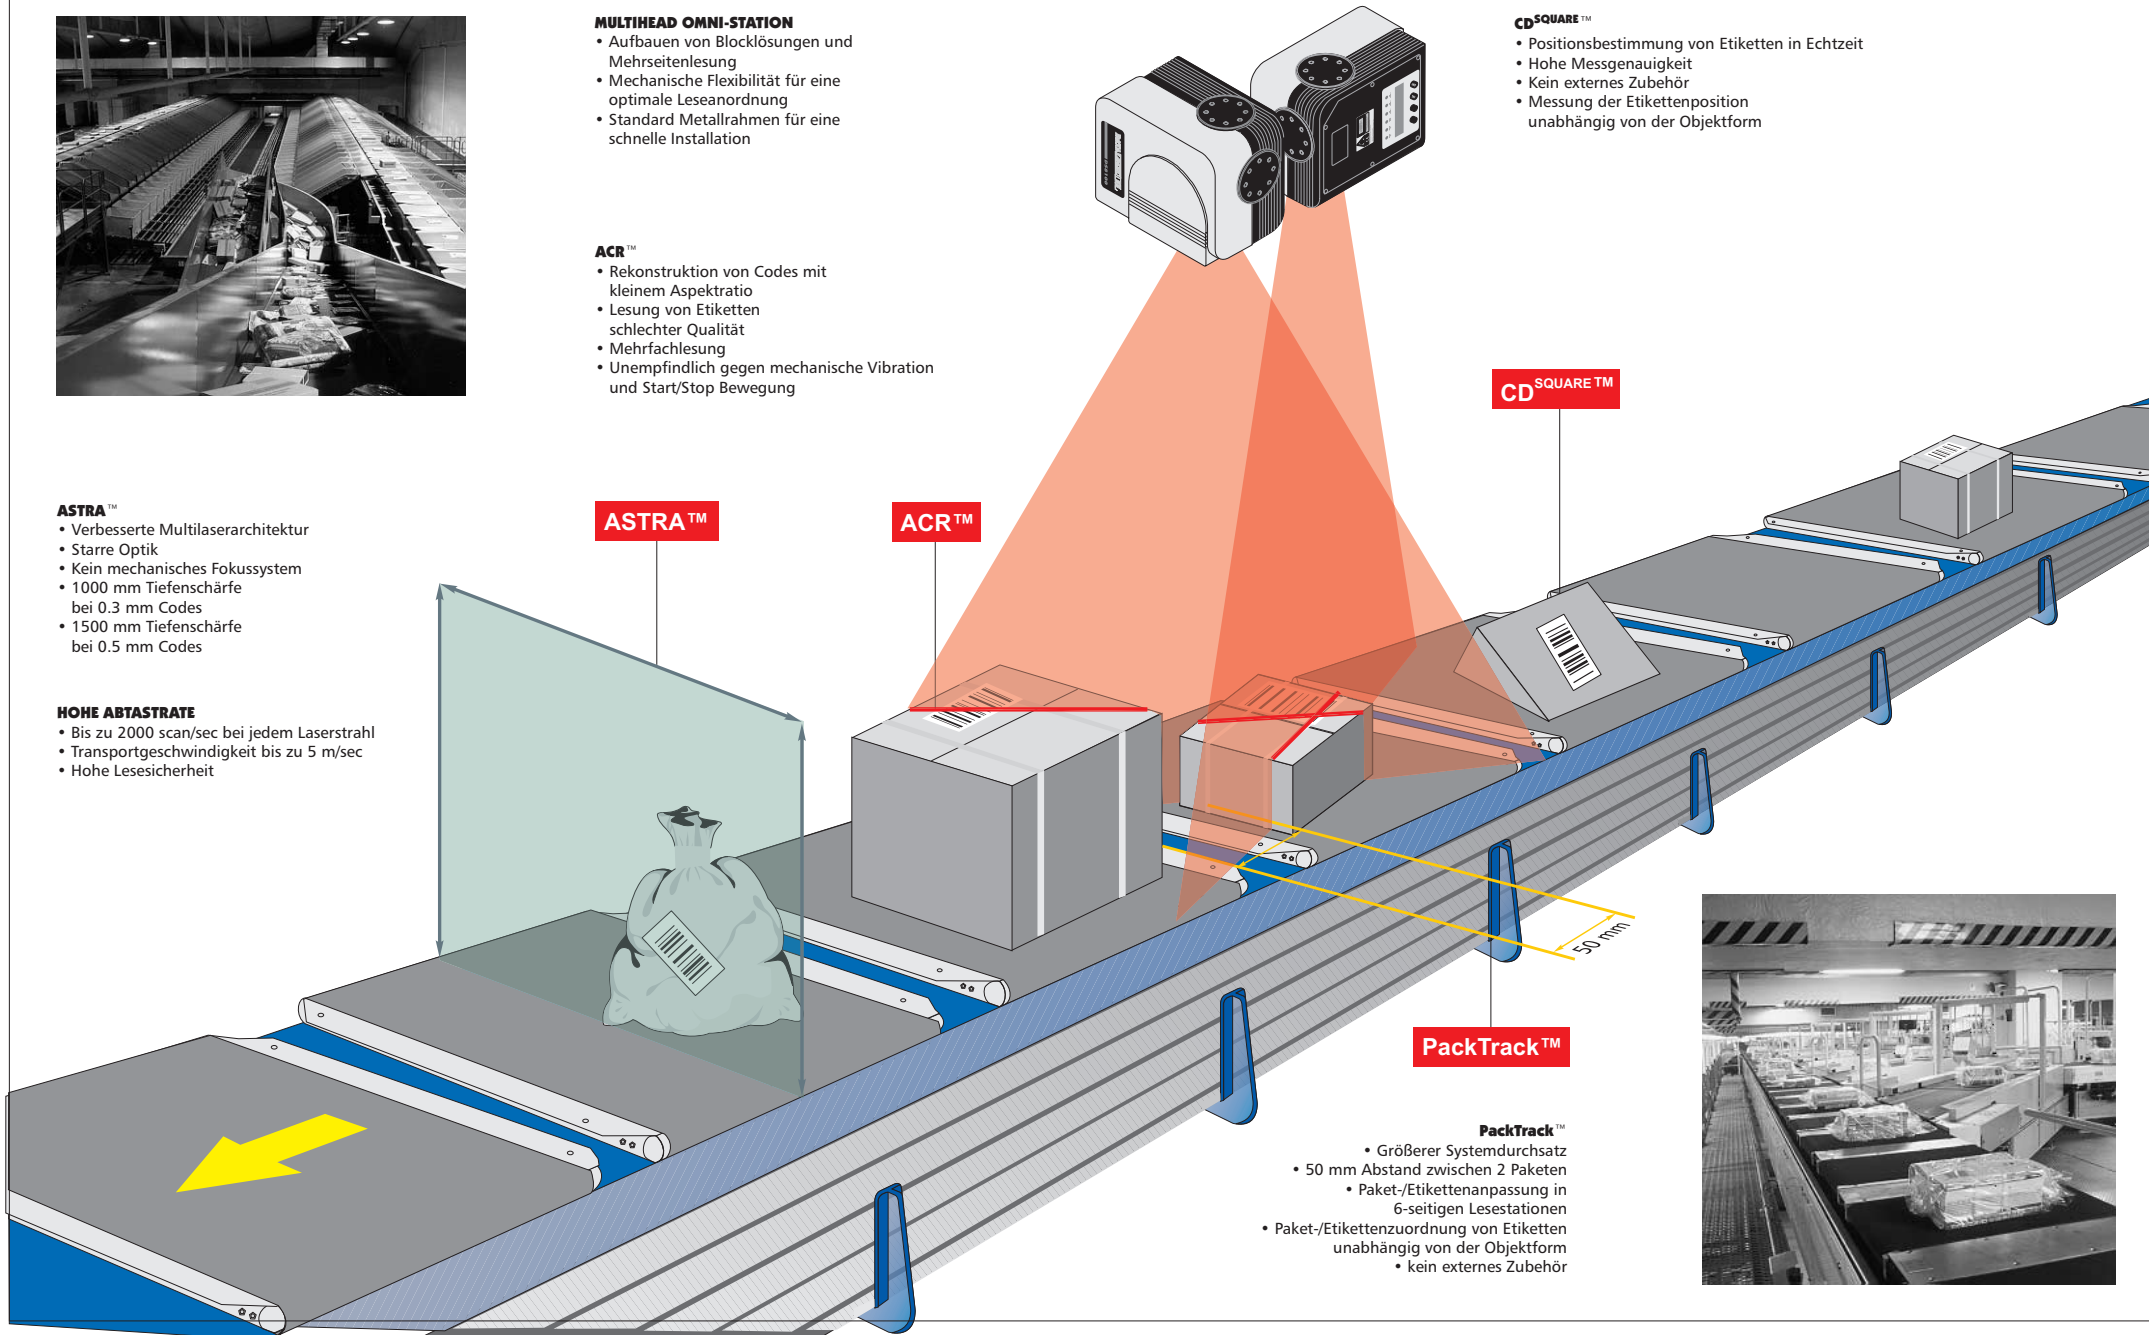 MULTIHEAD OMNI-STATION
• Aufbauen von Blocklösungen und
Mehrseitenlesung
• Mechanische Flexibilität für eine
optimale Leseanordnung
• Standard Metallrahmen für eine
schnelle Installation
CD SQUARE™
• Positionsbestimmung von Etiketten in Echtzeit
• Hohe Messgenauigkeit
• Kein externes Zubehör
• Messung der Etikettenposition
unabhängig von der Objektform
ACR™
• Rekonstruktion von Codes mit
kleinem Aspektratio
• Lesung von Etiketten
schlechter Qualität
• Mehrfachlesung
• Unempfindlich gegen mechanische Vibration
und Start/Stop Bewegung
CD SQUARE™
ASTRA™
• Verbesserte Multilaserarchitektur
• Starre Optik
• Kein mechanisches Fokussystem
• 1000 mm Tiefenschärfe
bei 0.3 mm Codes
• 1500 mm Tiefenschärfe
bei 0.5 mm Codes
ASTRA™
ACR™
HOHE ABTASTRATE
• Bis zu 2000 scan/sec bei jedem Laserstrahl
• Transportgeschwindigkeit bis zu 5 m/sec
• Hohe Lesesicherheit
50 mm
PackTrack™
PackTrack™
• Größerer Systemdurchsatz
• 50 mm Abstand zwischen 2 Paketen
• Paket-/Etikettenanpassung in
6-seitigen Lesestationen
• Paket-/Etikettenzuordnung von Etiketten
unabhängig von der Objektform
• kein externes Zubehör